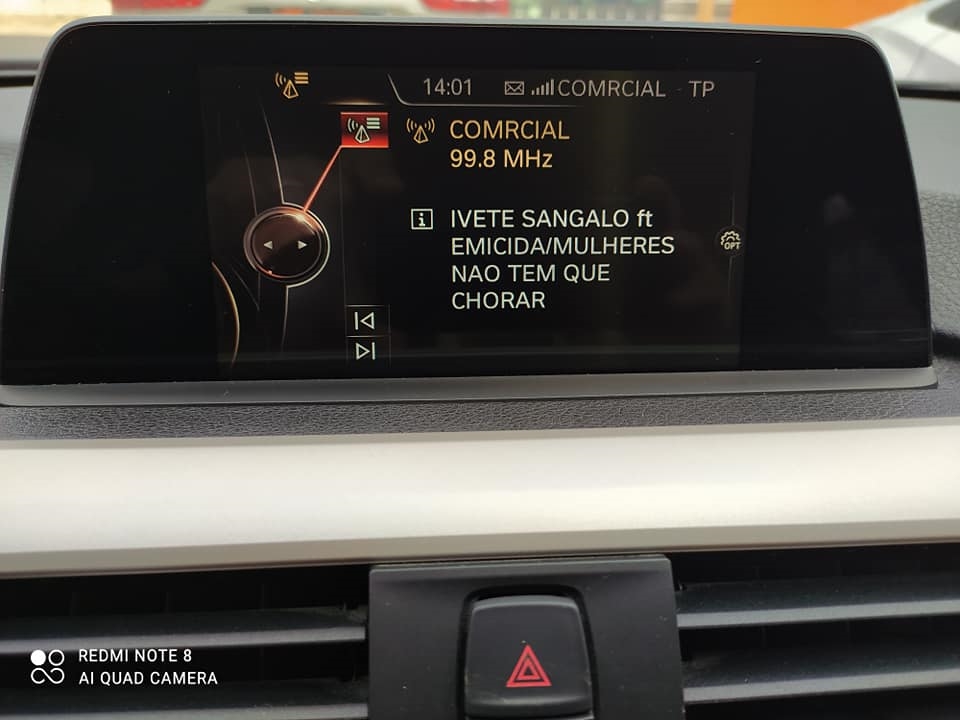 14:01 COMRCIAL TP
COMRCIAL
99.8 MHz
IVETE SANGALO ft
EMICIDA/MULHERES
NAO TEM QUE
CHORAR
OPT
REDMI NOTE 8
AI QUAD CAMERA